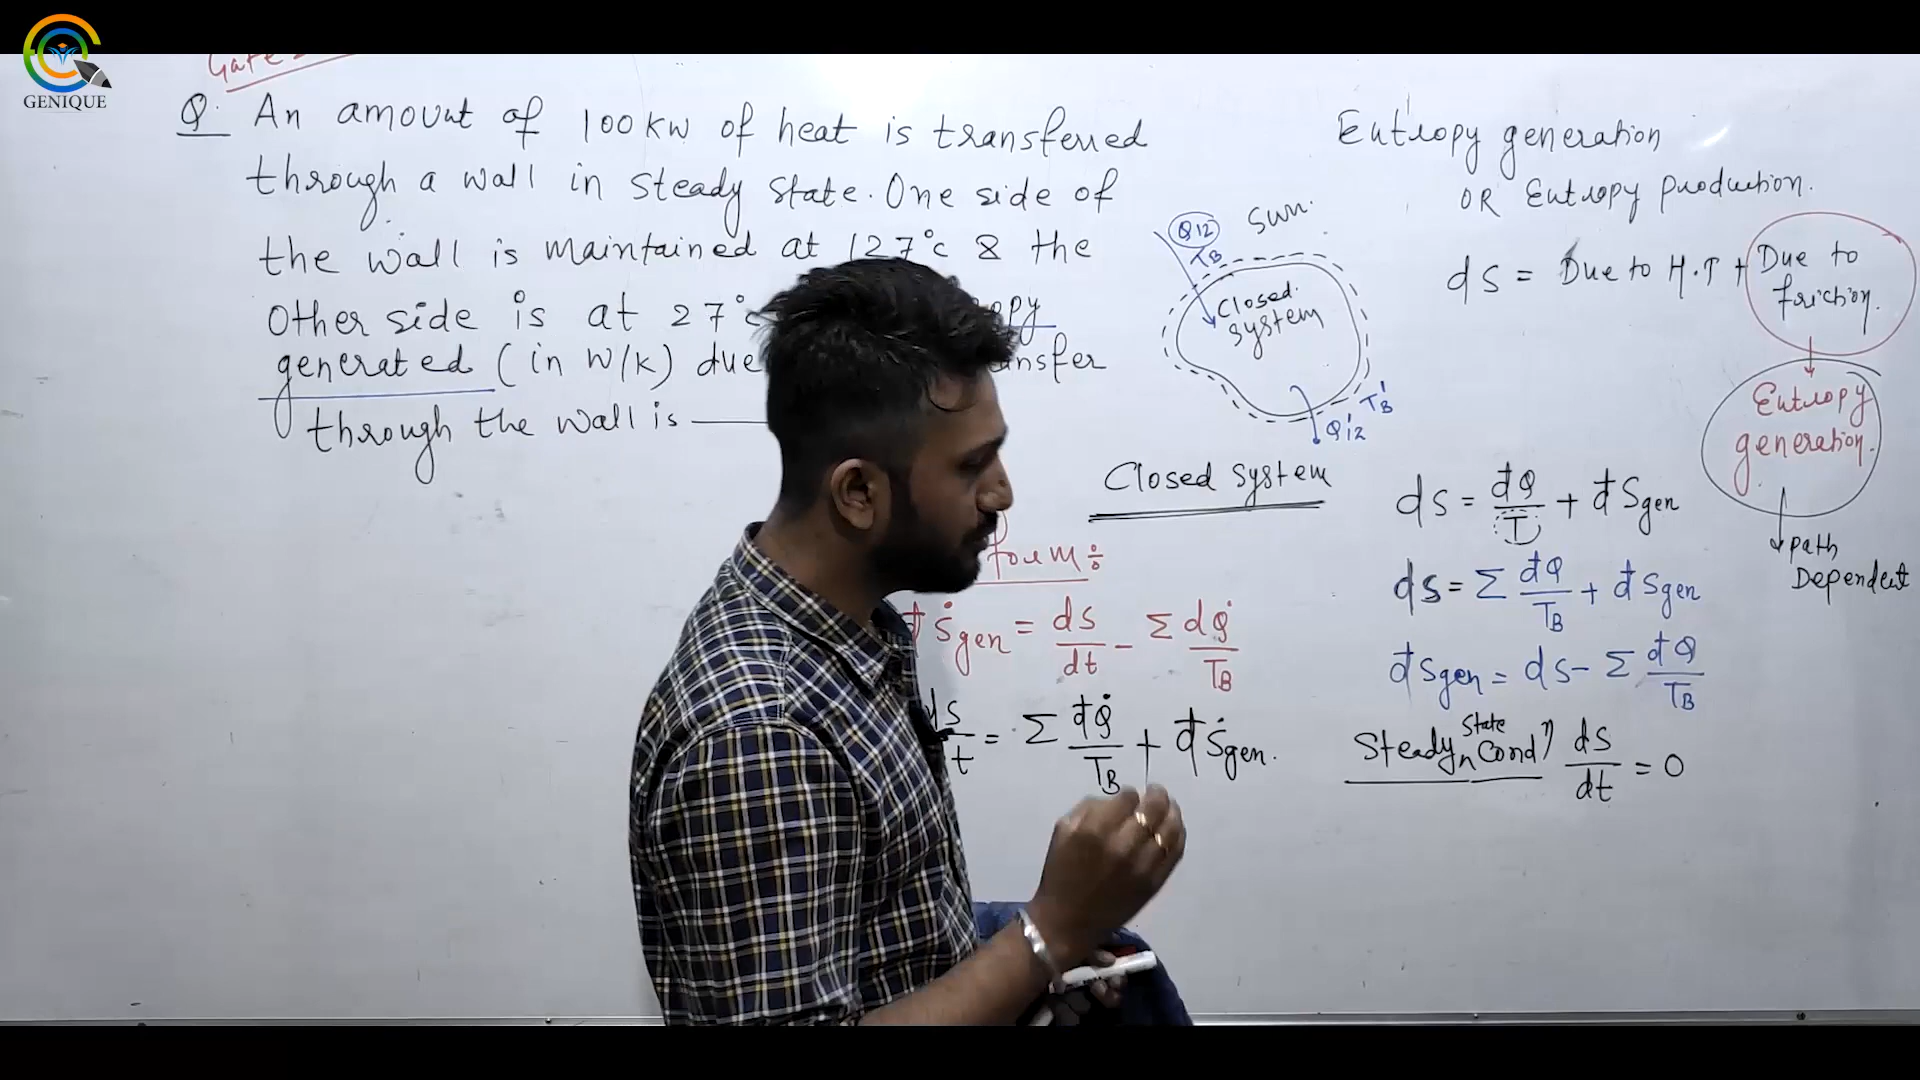 GENIQUE
Q. An amount of 100 kW of heat is transferred
through a wall in steady state. One side of
the wall is maintained at 127°c & the
Other side is at 27°c
generated (in W/K) due
through the wall is ____
Entropy generation
OR Entropy production.
ds = Due to H.T + Due to
friction.
Entropy
generation.
Path
Dependent
Q12
TB
Surr.
Closed
system
T'B
Q'12
Closed system
form÷
đṡgen = ds/dt - Σ dQ̇/TB
= Σ đQ̇/TB + đṡgen.
ds = đQ/T + đSgen
ds = Σ đQ/TB + đsgen
đsgen = ds - Σ đQ/TB
Steady state Condⁿ ds/dt = 0